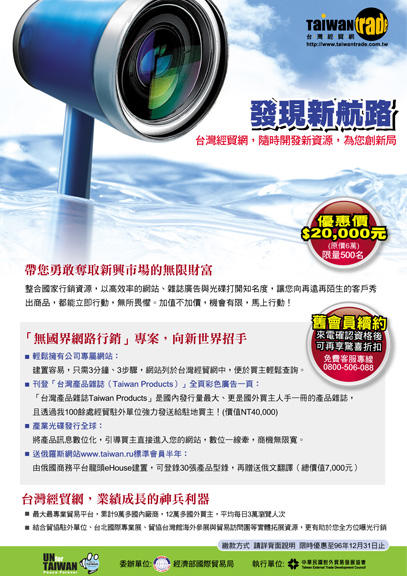 TAIWANtrade
台灣經貿網
http://www.taiwantrade.com.tw
發現新航路
台灣經貿網，隨時開發新資源，為您創新局
優惠價
$20,000元
(原價6萬)
限量500名
帶您勇敢奪取新興市場的無限財富
整合國家行銷資源，以高效率的網站、雜誌廣告與光碟打開知名度，讓您向再遠再陌生的客戶秀
出商品，都能立即行動，無所畏懼。加值不加價，機會有限，馬上行動！
舊會員續約
來電確認資格後
可再享驚喜折扣
免費客服專線
0800-506-088
「無國界網路行銷」專案，向新世界招手
■ 輕鬆擁有公司專屬網站：
建置容易，只需3分鐘、3步驟，網站列於台灣經貿網中，便於買主輕鬆查詢。
■ 刊登「台灣產品雜誌（Taiwan Products）」全頁彩色廣告一頁：
「台灣產品雜誌Taiwan Products」是國內發行量最大、更是國外買主人手一冊的產品雜誌，
且透過我100餘處經貿駐外單位強力發送給駐地買主！(價值NT40,000)
■ 產業光碟發行全球：
將產品訊息數位化，引導買主直接進入您的網站，數位一線牽，商機無限寬。
■ 送俄羅斯網站www.taiwan.ru標準會員半年：
由俄國商務平台龍頭eHouse建置，可登錄30張產品型錄，再贈送俄文翻譯（總價值7,000元）
台灣經貿網，業績成長的神兵利器
■ 最大最專業貿易平台，累計9萬多國內廠商，12萬多國外買主，平均每日3萬瀏覽人次
■ 結合貿協駐外單位、台北國際專業展、貿協台灣館海外參展與貿易訪問團等實體拓展資源，更有助於您全方位曝光行銷
繳款方式 請詳背面說明 限時優惠至96年12月31日止
UN for TAIWAN
Peace Forever
委辦單位： 經濟部國際貿易局 執行單位： 中華民國對外貿易發展協會
Taiwan External Trade Development Council